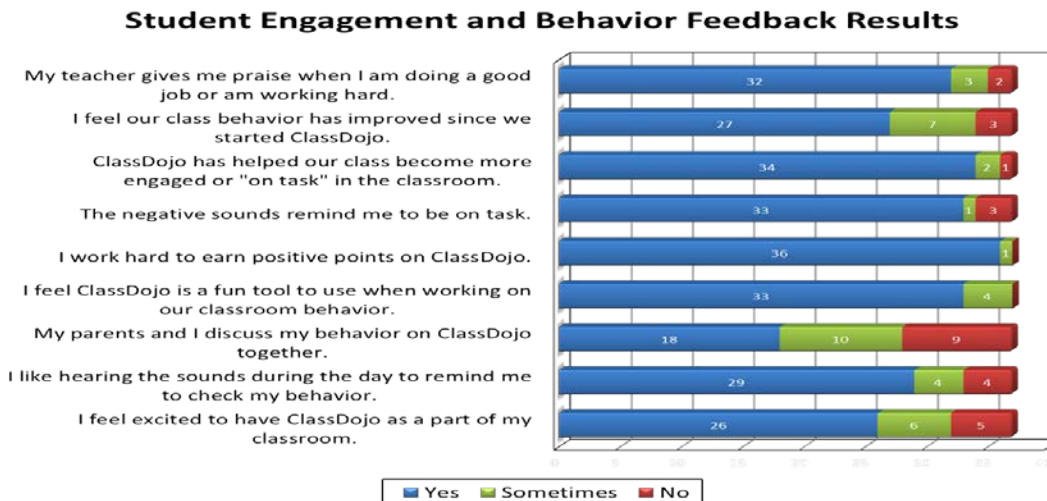 Student Engagement and Behavior Feedback Results
My teacher gives me praise when I am doing a good
job or am working hard.
32 3 2
I feel our class behavior has improved since we
started ClassDojo.
27 7 3
ClassDojo has helped our class become more
engaged or "on task" in the classroom.
34 2 1
The negative sounds remind me to be on task.
33 1 3
I work hard to earn positive points on ClassDojo.
36 1
I feel ClassDojo is a fun tool to use when working on
our classroom behavior.
33 4
My parents and I discuss my behavior on ClassDojo
together.
18 10 9
I like hearing the sounds during the day to remind me
to check my behavior.
29 4 4
I feel excited to have ClassDojo as a part of my
classroom.
26 6 5
Yes Sometimes No